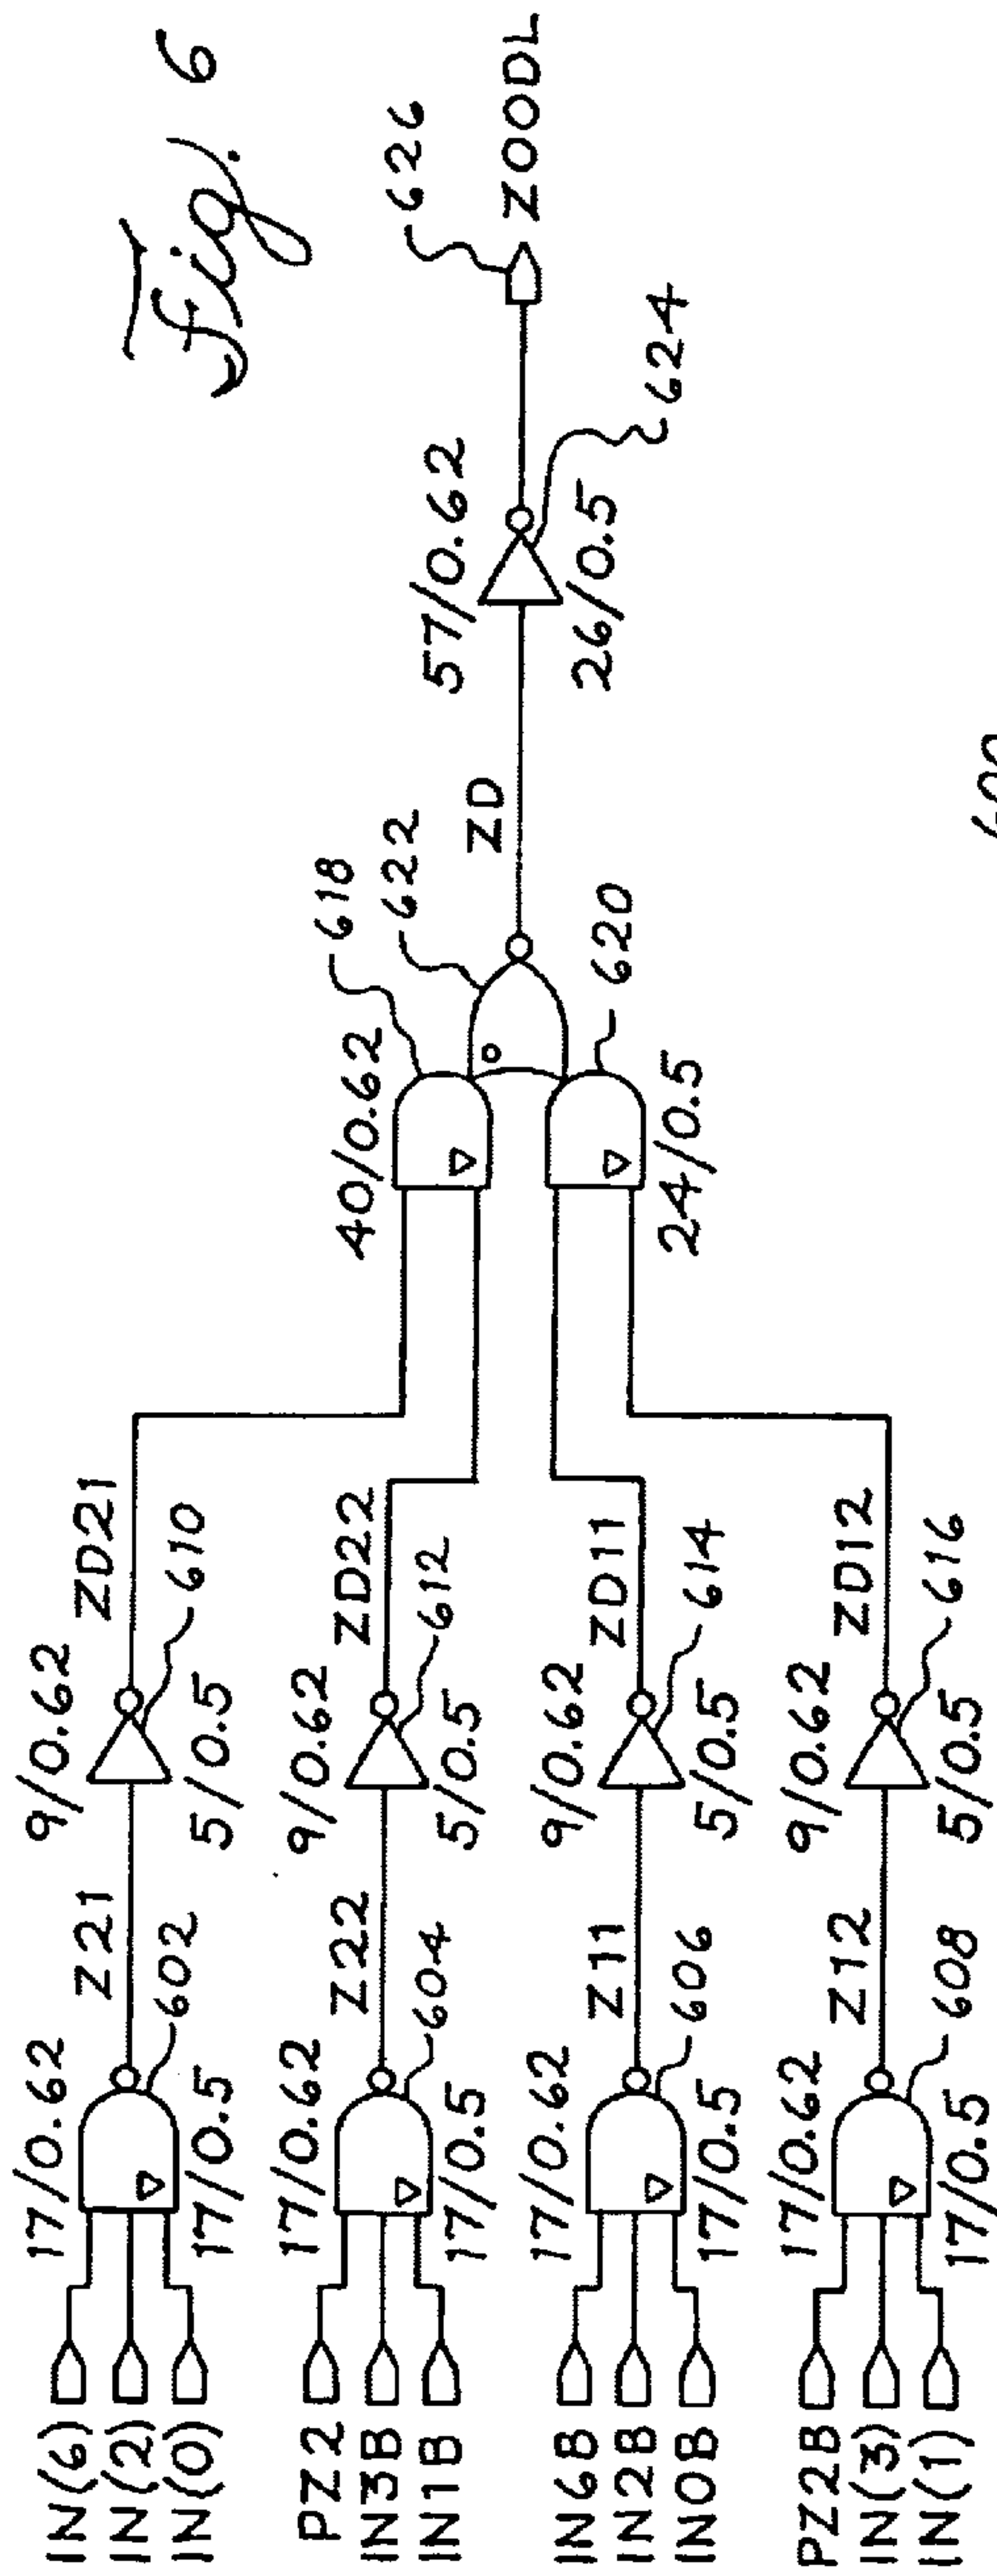 Fig. 6
IN(6)
IN(2)
IN(0)
17/0.62
17/0.5
602
Z21
9/0.62
5/0.5
610
ZD21
PZ2
IN3B
IN1B
17/0.62
17/0.5
604
Z22
9/0.62
5/0.5
612
ZD22
IN6B
IN2B
IN0B
17/0.62
17/0.5
606
Z11
9/0.62
5/0.5
614
ZD11
PZ2B
IN(3)
IN(1)
17/0.62
17/0.5
608
Z12
9/0.62
5/0.5
616
ZD12
40/0.62
618
622
24/0.5
620
ZD
57/0.62
26/0.5
624
626
ZOODL